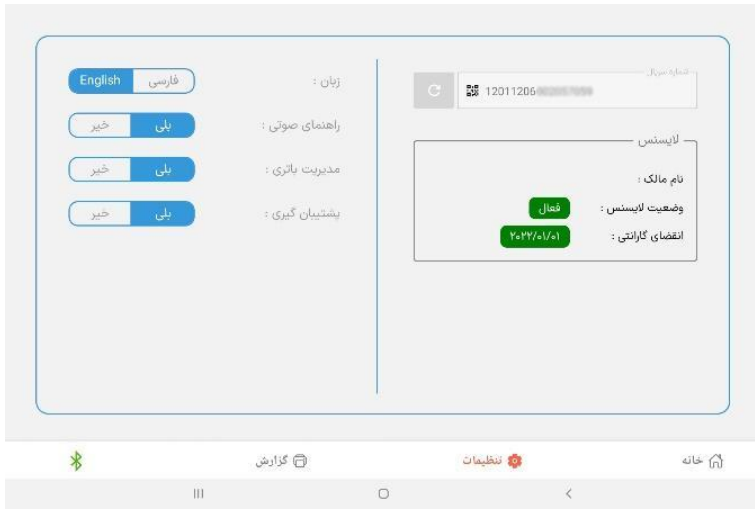 شماره سریال
12011206
لایسنس
نام مالک :
وضعیت لایسنس : فعال
انقضای گارانتی : ۲۰۲۲/۰۱/۰۱
زبان : فارسی English
راهنمای صوتی : بلی خیر
مدیریت باتری : بلی خیر
پشتیبان گیری : بلی خیر
خانه تنظیمات گزارش